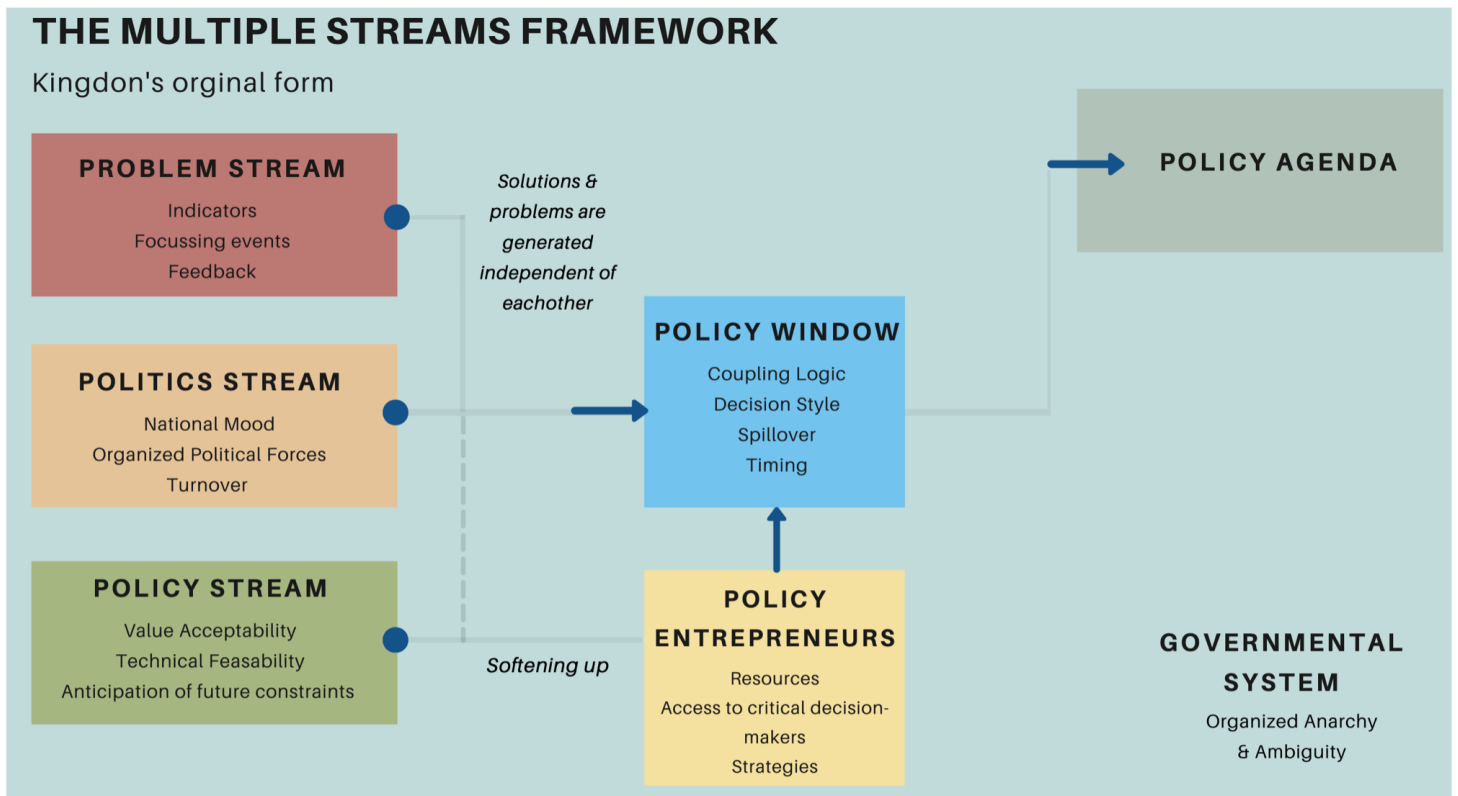 THE MULTIPLE STREAMS FRAMEWORK
Kingdon's orginal form
PROBLEM STREAM
Indicators
Focussing events
Feedback
Solutions &
problems are
generated
independent of
eachother
POLITICS STREAM
National Mood
Organized Political Forces
Turnover
POLICY STREAM
Value Acceptability
Technical Feasability
Anticipation of future constraints
Softening up
POLICY WINDOW
Coupling Logic
Decision Style
Spillover
Timing
POLICY
ENTREPRENEURS
Resources
Access to critical decision-
makers
Strategies
POLICY AGENDA
GOVERNMENTAL
SYSTEM
Organized Anarchy
& Ambiguity